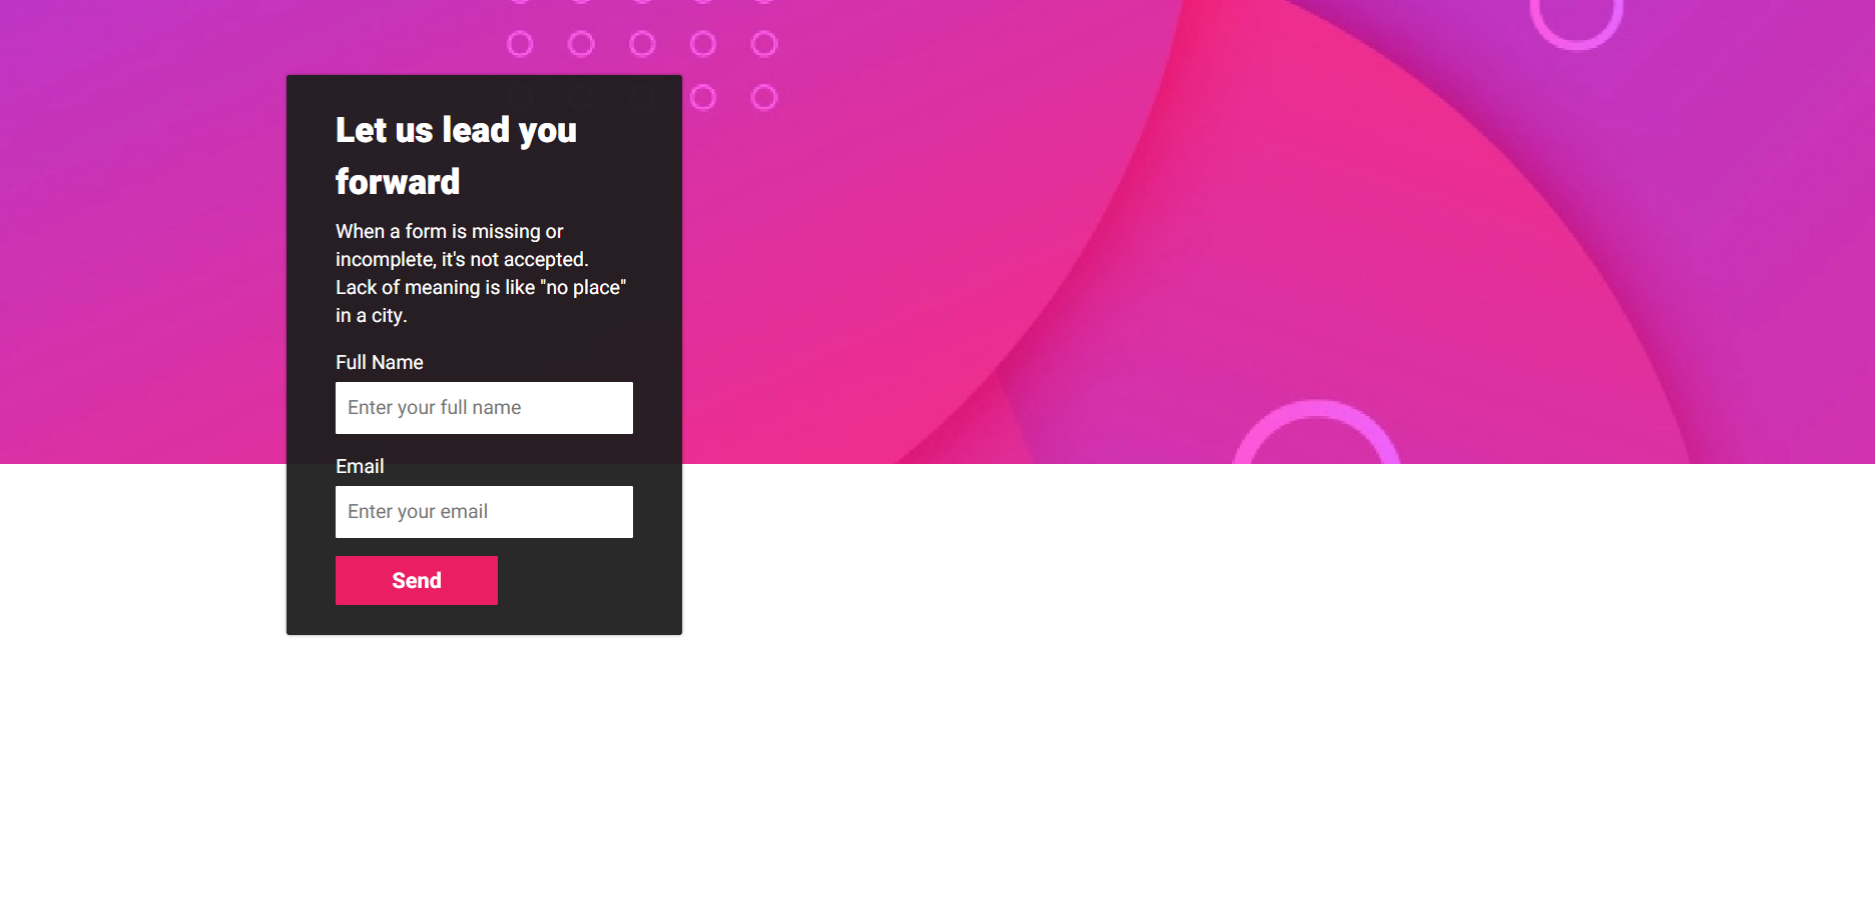 Let us lead you
forward
When a form is missing or
incomplete, it's not accepted.
Lack of meaning is like "no place"
in a city.
Full Name
Enter your full name
Email
Enter your email
Send